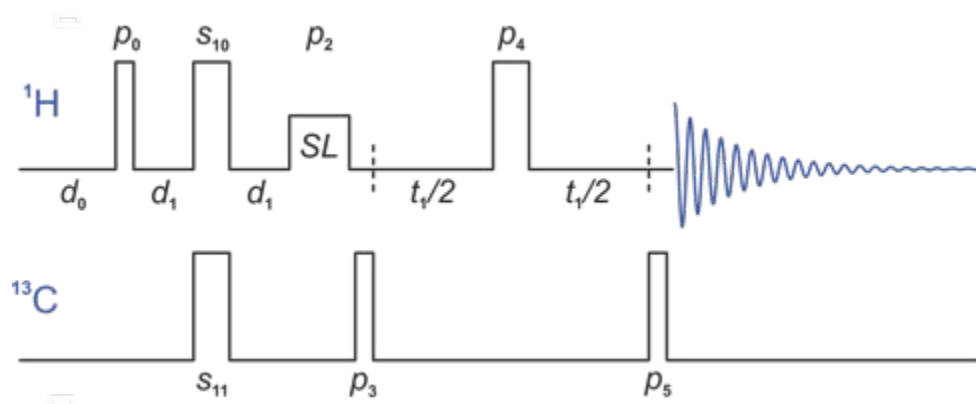 p₀ s₁₀ p₂ p₄
¹H
SL
d₀ d₁ d₁ t₁/2 t₁/2
¹³C
s₁₁ p₃ p₅